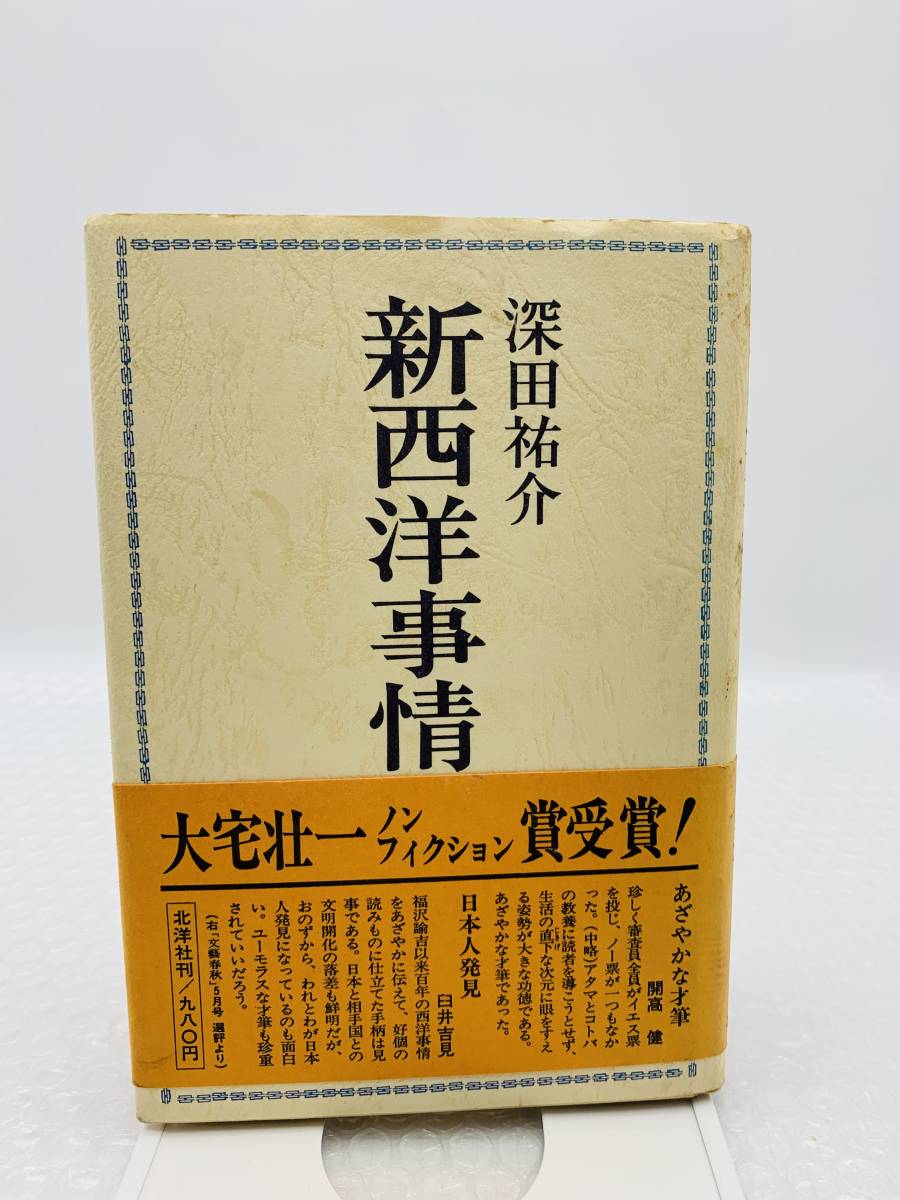 深田祐介
新西洋事情
大宅壮一ノンフィクション賞受賞!
あざやかな才筆
開高 健
珍しく審査員全員がイエス票
を投じ、ノー票が一つもなか
った。(中略)アタマとコトバ
の教養に読者を導こうとせず、
生活の直下な次元に眼をすえ
る姿勢が大きな功徳である。
あざやかな才筆であった。
日本人発見
臼井吉見
福沢諭吉以来百年の西洋事情
をあざやかに伝えて、好個の
読みものに仕立てた手柄は見
事である。日本と相手国との
文明開化の落差も鮮明だが、
おのずから、われとわが日本
人発見になっているのも面白
い。ユーモラスな才筆も珍重
されていいだろう。
(右「文藝春秋」5月号 選評より)
北洋社刊/九八〇円